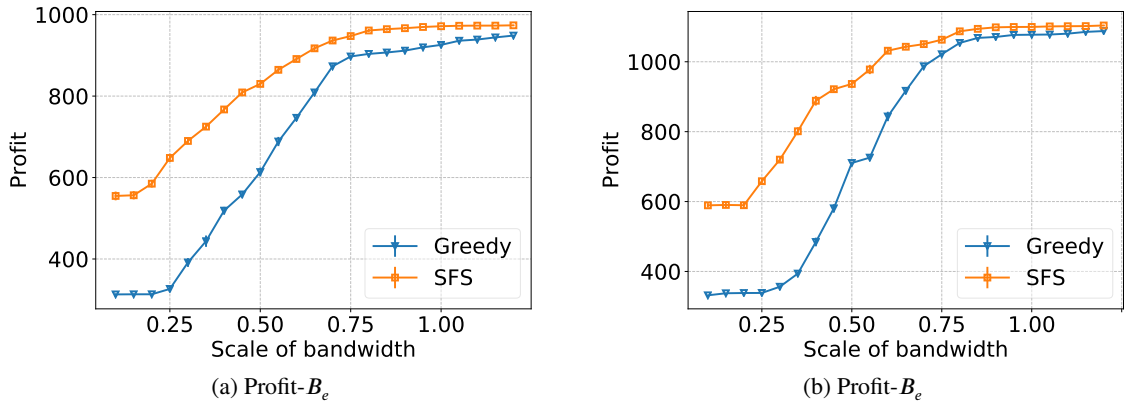 1000
800
600
400
Profit
Greedy
SFS
0.25 0.50 0.75 1.00
Scale of bandwidth
(a) Profit-Bₑ
1000
800
600
400
Profit
Greedy
SFS
0.25 0.50 0.75 1.00
Scale of bandwidth
(b) Profit-Bₑ